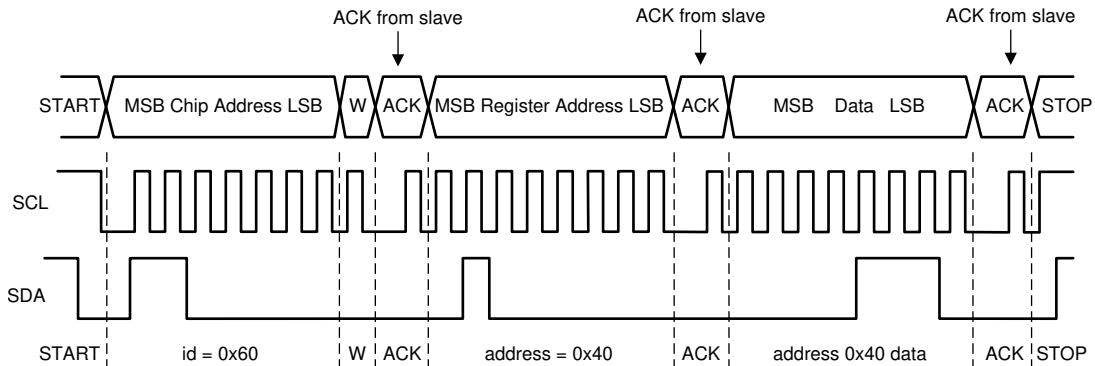 ACK from slave ACK from slave ACK from slave
START MSB Chip Address LSB W ACK MSB Register Address LSB ACK MSB Data LSB ACK STOP
SCL
SDA
START id = 0x60 W ACK address = 0x40 ACK address 0x40 data ACK STOP